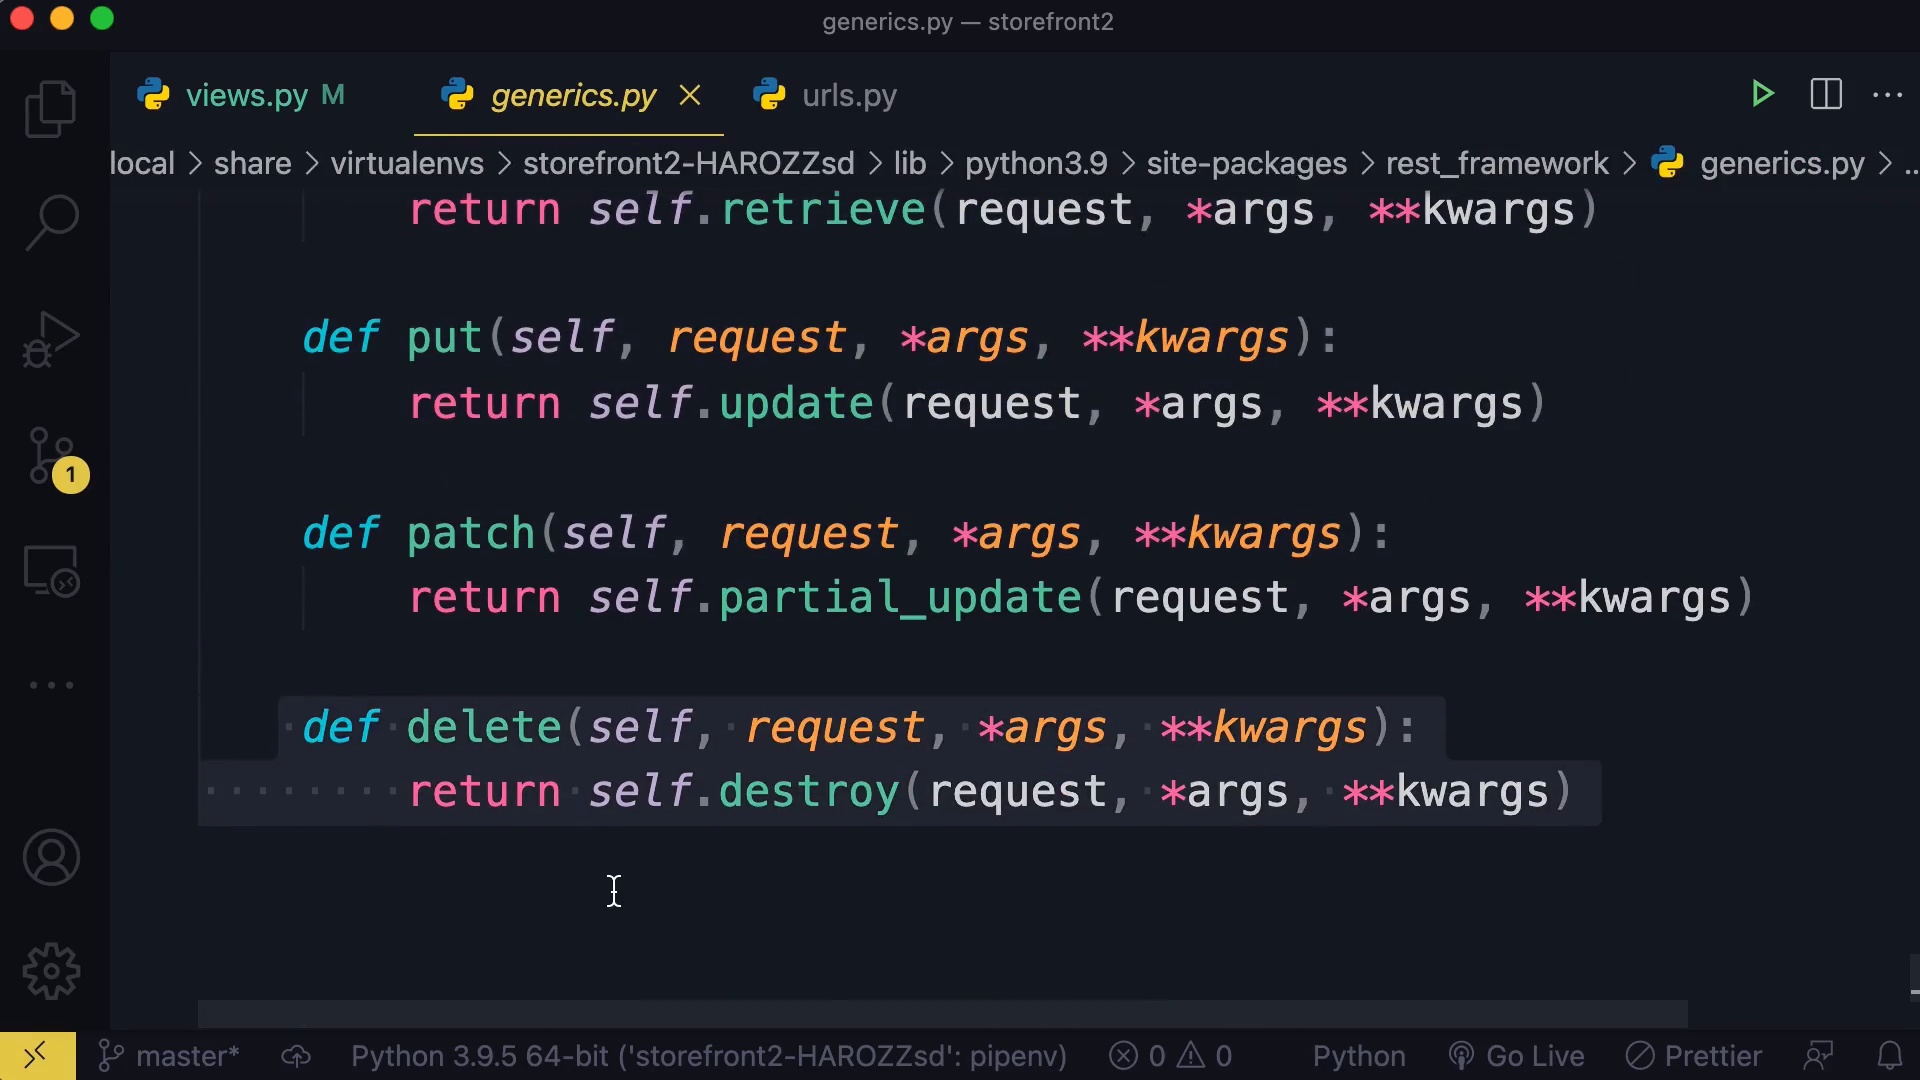 generics.py — storefront2
views.py M generics.py urls.py
local > share > virtualenvs > storefront2-HAROZZsd > lib > python3.9 > site-packages > rest_framework > generics.py > ..
return self.retrieve(request, *args, **kwargs)
def put(self, request, *args, **kwargs):
return self.update(request, *args, **kwargs)
def patch(self, request, *args, **kwargs):
return self.partial_update(request, *args, **kwargs)
def delete(self, request, *args, **kwargs):
return self.destroy(request, *args, **kwargs)
1
master* Python 3.9.5 64-bit ('storefront2-HAROZZsd': pipenv) 0 0 Python Go Live Prettier